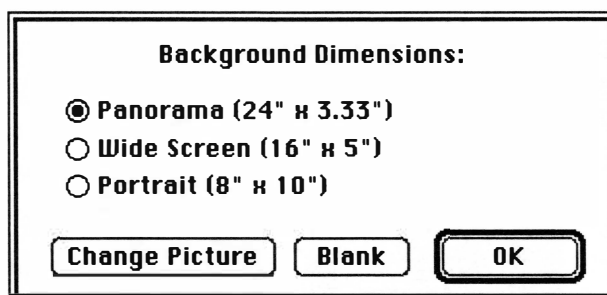 Background Dimensions:
Panorama (24" x 3.33")
Wide Screen (16" x 5")
Portrait (8" x 10")
Change Picture Blank OK